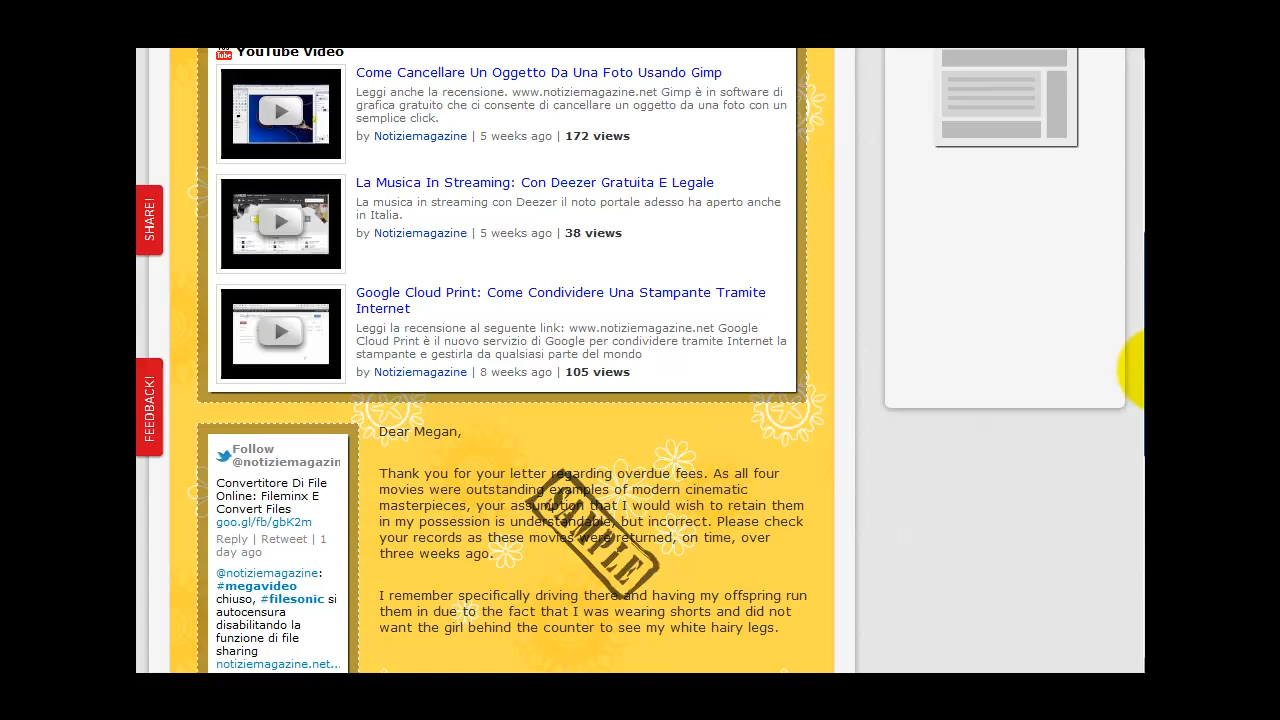 YouTube Video
Come Cancellare Un Oggetto Da Una Foto Usando Gimp
Leggi anche la recensione. www.notiziemagazine.net Gimp è in software di
grafica gratuito che ci consente di cancellare un oggetto da una foto con un
semplice click.
by Notiziemagazine | 5 weeks ago | 172 views
La Musica In Streaming: Con Deezer Gratuita E Legale
La musica in streaming con Deezer il noto portale adesso ha aperto anche
in Italia.
by Notiziemagazine | 5 weeks ago | 38 views
Google Cloud Print: Come Condividere Una Stampante Tramite
Internet
Leggi la recensione al seguente link: www.notiziemagazine.net Google
Cloud Print è il nuovo servizio di Google per condividere tramite Internet la
stampante e gestirla da qualsiasi parte del mondo
by Notiziemagazine | 8 weeks ago | 105 views
SHARE!
FEEDBACK!
Follow
@notiziemagazin
Convertitore Di File
Online: Fileminx E
Convert Files
goo.gl/fb/gbK2m
Reply | Retweet | 1
day ago
@notiziemagazine:
#megavideo
chiuso, #filesonic si
autocensura
disabilitando la
funzione di file
sharing
notiziemagazine.net...
Dear Megan,
Thank you for your letter regarding overdue fees. As all four
movies were outstanding examples of modern cinematic
masterpieces, your assumption that I would wish to retain them
in my possession is understandable, but incorrect. Please check
your records as these movies were returned, on time, over
three weeks ago.
I remember specifically driving there and having my offspring run
them in due to the fact that I was wearing shorts and did not
want the girl behind the counter to see my white hairy legs.
SAMPLE